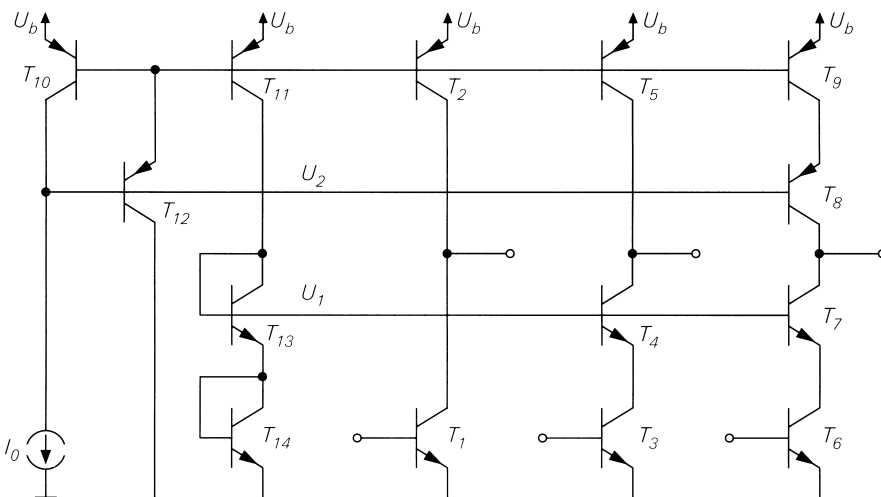 U_b U_b U_b U_b U_b
T_10 T_11 T_2 T_5 T_9
U_2
T_12 T_8
U_1
T_13 T_4 T_7
I_0 T_14 T_1 T_3 T_6